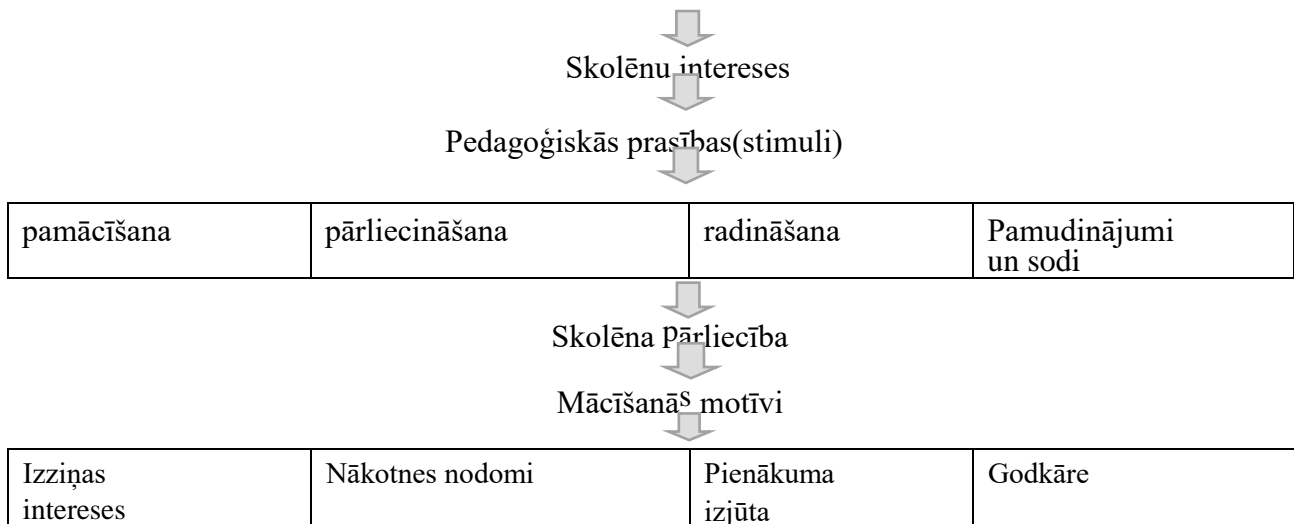 Skolēnu intereses
Pedagoģiskās prasības(stimuli)
pamācīšana pārliecināšana radināšana Pamudinājumi
un sodi
Skolēna pārliecība
Mācīšanās motīvi
Izziņas Nākotnes nodomi Pienākuma Godkāre
intereses izjūta